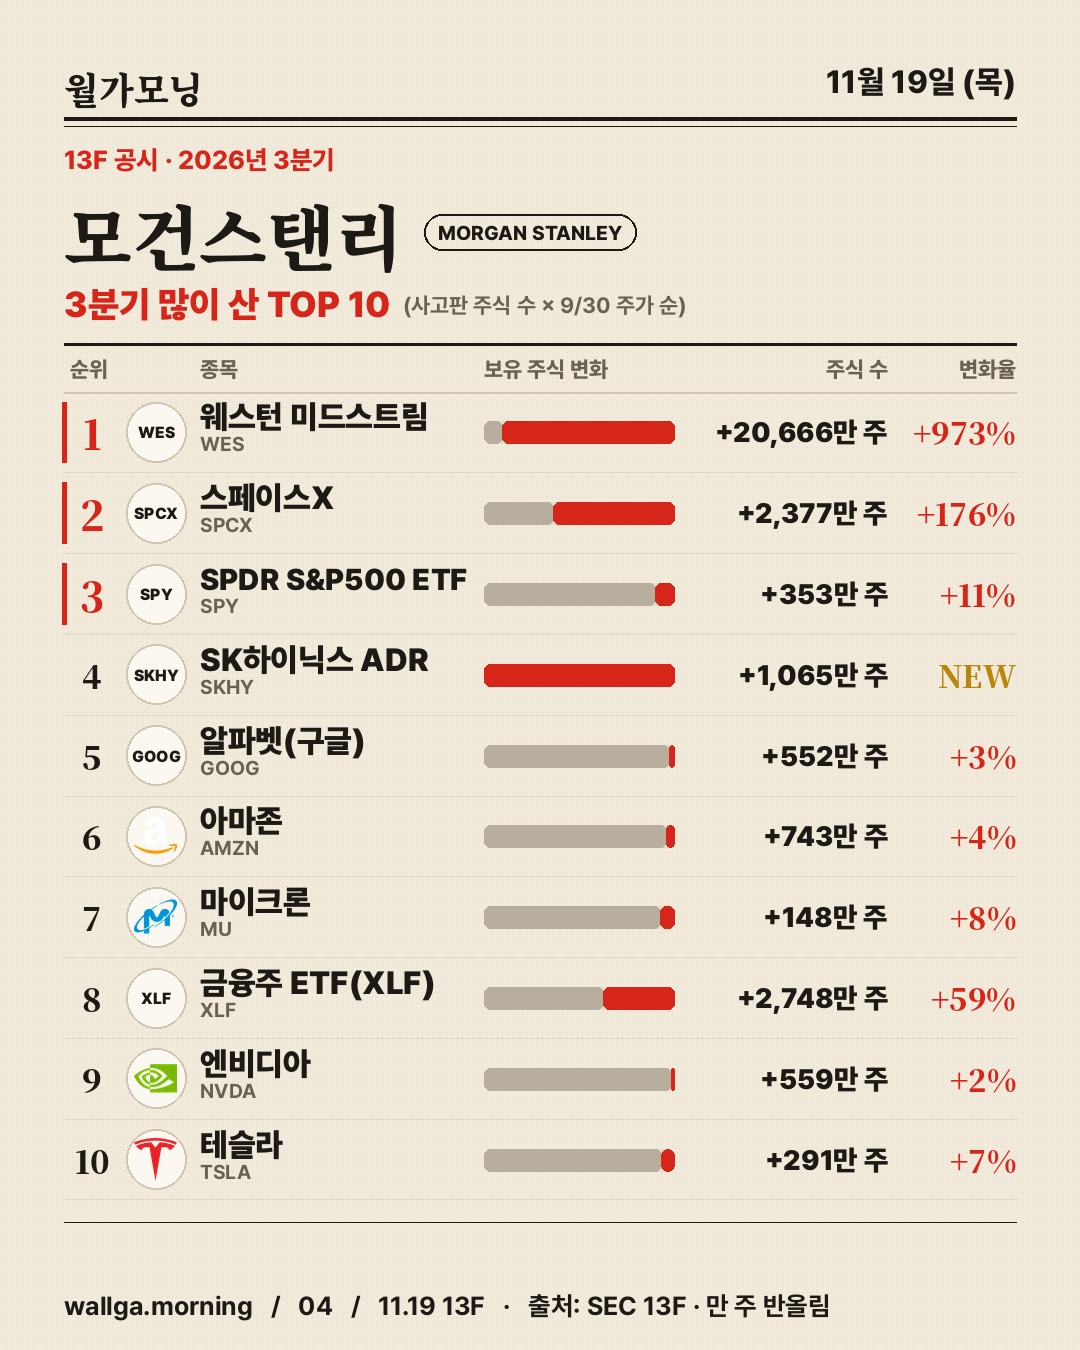 월가모닝
11월 19일 (목)
13F 공시 · 2026년 3분기
모건스탠리 MORGAN STANLEY
3분기 많이 산 TOP 10 (사고판 주식 수 × 9/30 주가 순)
순위 종목 보유 주식 변화 주식 수 변화율
1 WES 웨스턴 미드스트림 +20,666만 주 +973%
WES
2 SPCX 스페이스X +2,377만 주 +176%
SPCX
3 SPY SPDR S&P500 ETF +353만 주 +11%
SPY
4 SKHY SK하이닉스 ADR +1,065만 주 NEW
SKHY
5 GOOG 알파벳(구글) +552만 주 +3%
GOOG
6 a 아마존 +743만 주 +4%
AMZN
7 M 마이크론 +148만 주 +8%
MU
8 XLF 금융주 ETF(XLF) +2,748만 주 +59%
XLF
9 엔비디아 +559만 주 +2%
NVDA
10 테슬라 +291만 주 +7%
TSLA
wallga.morning / 04 / 11.19 13F · 출처: SEC 13F · 만 주 반올림